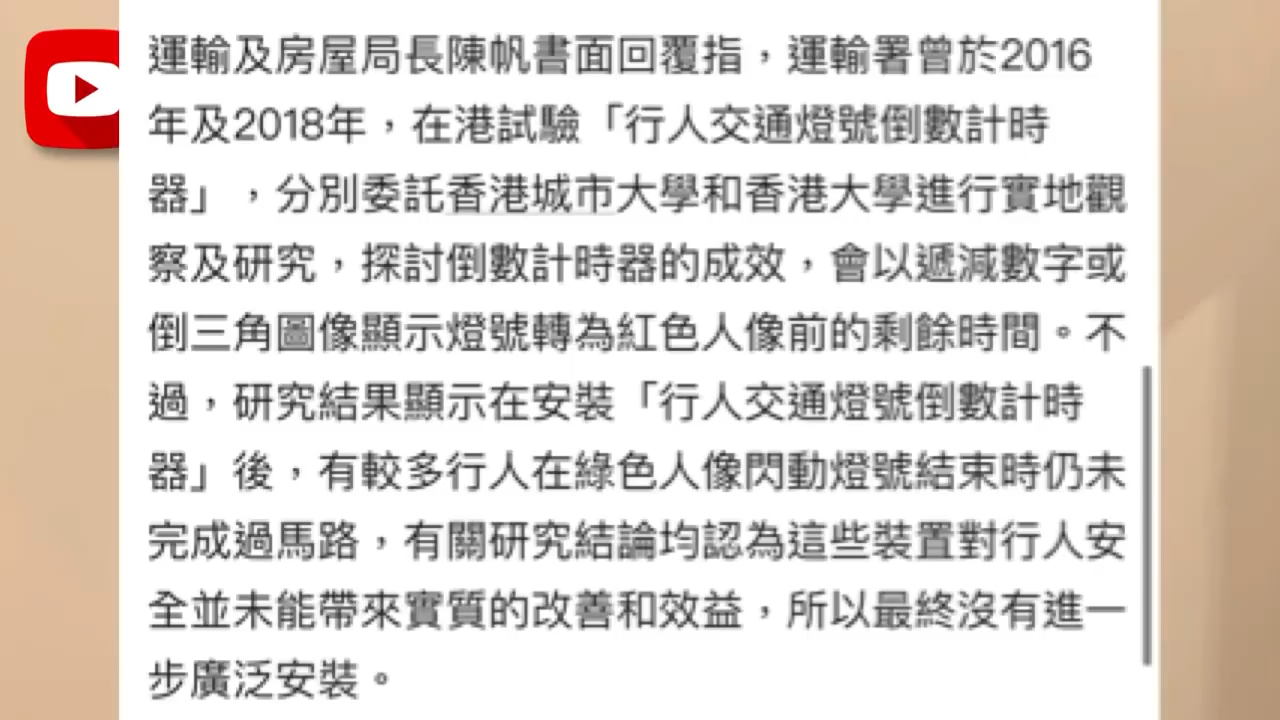 運輸及房屋局長陳帆書面回覆指，運輸署曾於2016
年及2018年，在港試驗「行人交通燈號倒數計時
器」，分別委託香港城市大學和香港大學進行實地觀
察及研究，探討倒數計時器的成效，會以遞減數字或
倒三角圖像顯示燈號轉為紅色人像前的剩餘時間。不
過，研究結果顯示在安裝「行人交通燈號倒數計時
器」後，有較多行人在綠色人像閃動燈號結束時仍未
完成過馬路，有關研究結論均認為這些裝置對行人安
全並未能帶來實質的改善和效益，所以最終沒有進一
步廣泛安裝。